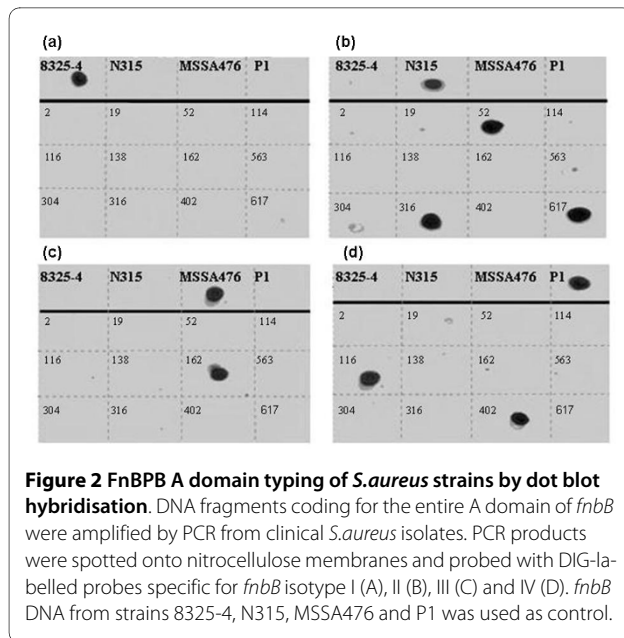 (a)
8325-4 N315 MSSA476 P1
2 19 52 114
116 138 162 563
304 316 402 617
(b)
8325-4 N315 MSSA476 P1
2 19 52 114
116 138 162 563
304 316 402 617
(c)
8325-4 N315 MSSA476 P1
2 19 52 114
116 138 162 563
304 316 402 617
(d)
8325-4 N315 MSSA476 P1
2 19 52 114
116 138 162 563
304 316 402 617
Figure 2 FnBPB A domain typing of S.aureus strains by dot blot
hybridisation. DNA fragments coding for the entire A domain of fnbB
were amplified by PCR from clinical S.aureus isolates. PCR products
were spotted onto nitrocellulose membranes and probed with DIG-la-
belled probes specific for fnbB isotype I (A), II (B), III (C) and IV (D). fnbB
DNA from strains 8325-4, N315, MSSA476 and P1 was used as control.